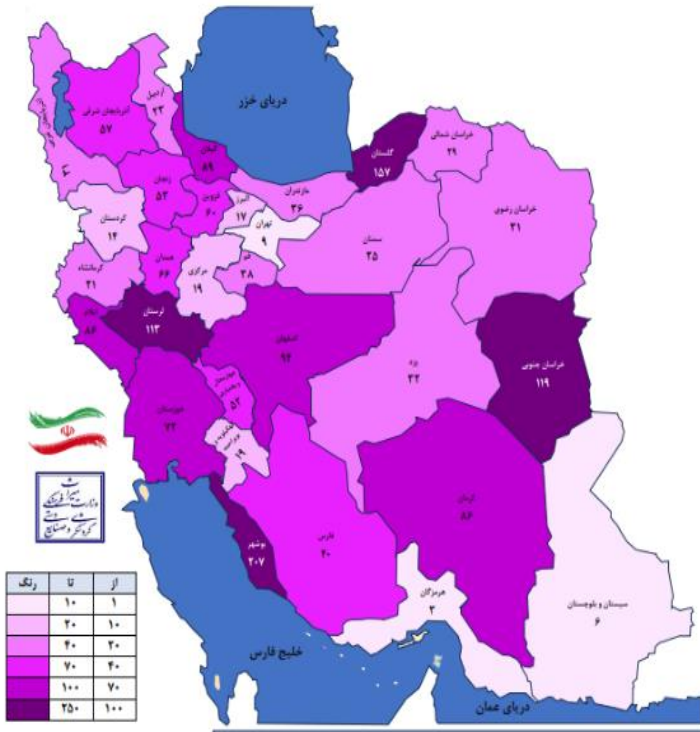 دریای خزر
اردبیل
۲۳
آذربایجان شرقی
۵۷
گیلان
۸۹
گلستان
۱۵۷
خراسان شمالی
۲۹
زنجان
۵۳
قزوین
۶۰
البرز
۱۷
مازندران
۳۶
خراسان رضوی
۳۱
کردستان
۱۴
تهران
۹
سمنان
۲۵
کرمانشاه
۲۱
همدان
۶۶
مرکزی
۱۹
قم
۳۸
ایلام
۸۶
لرستان
۱۱۳
اصفهان
۹۴
یزد
۳۲
خراسان جنوبی
۱۱۹
خوزستان
۷۴
۵۲
۱۹
بوشهر
۲۰۷
فارس
۴۰
کرمان
۸۶
هرمزگان
۳
سیستان و بلوچستان
۶
خلیج فارس
دریای عمان
از تا رنگ
۱ ۱۰
۱۰ ۲۰
۲۰ ۴۰
۴۰ ۷۰
۷۰ ۱۰۰
۱۰۰ ۲۵۰